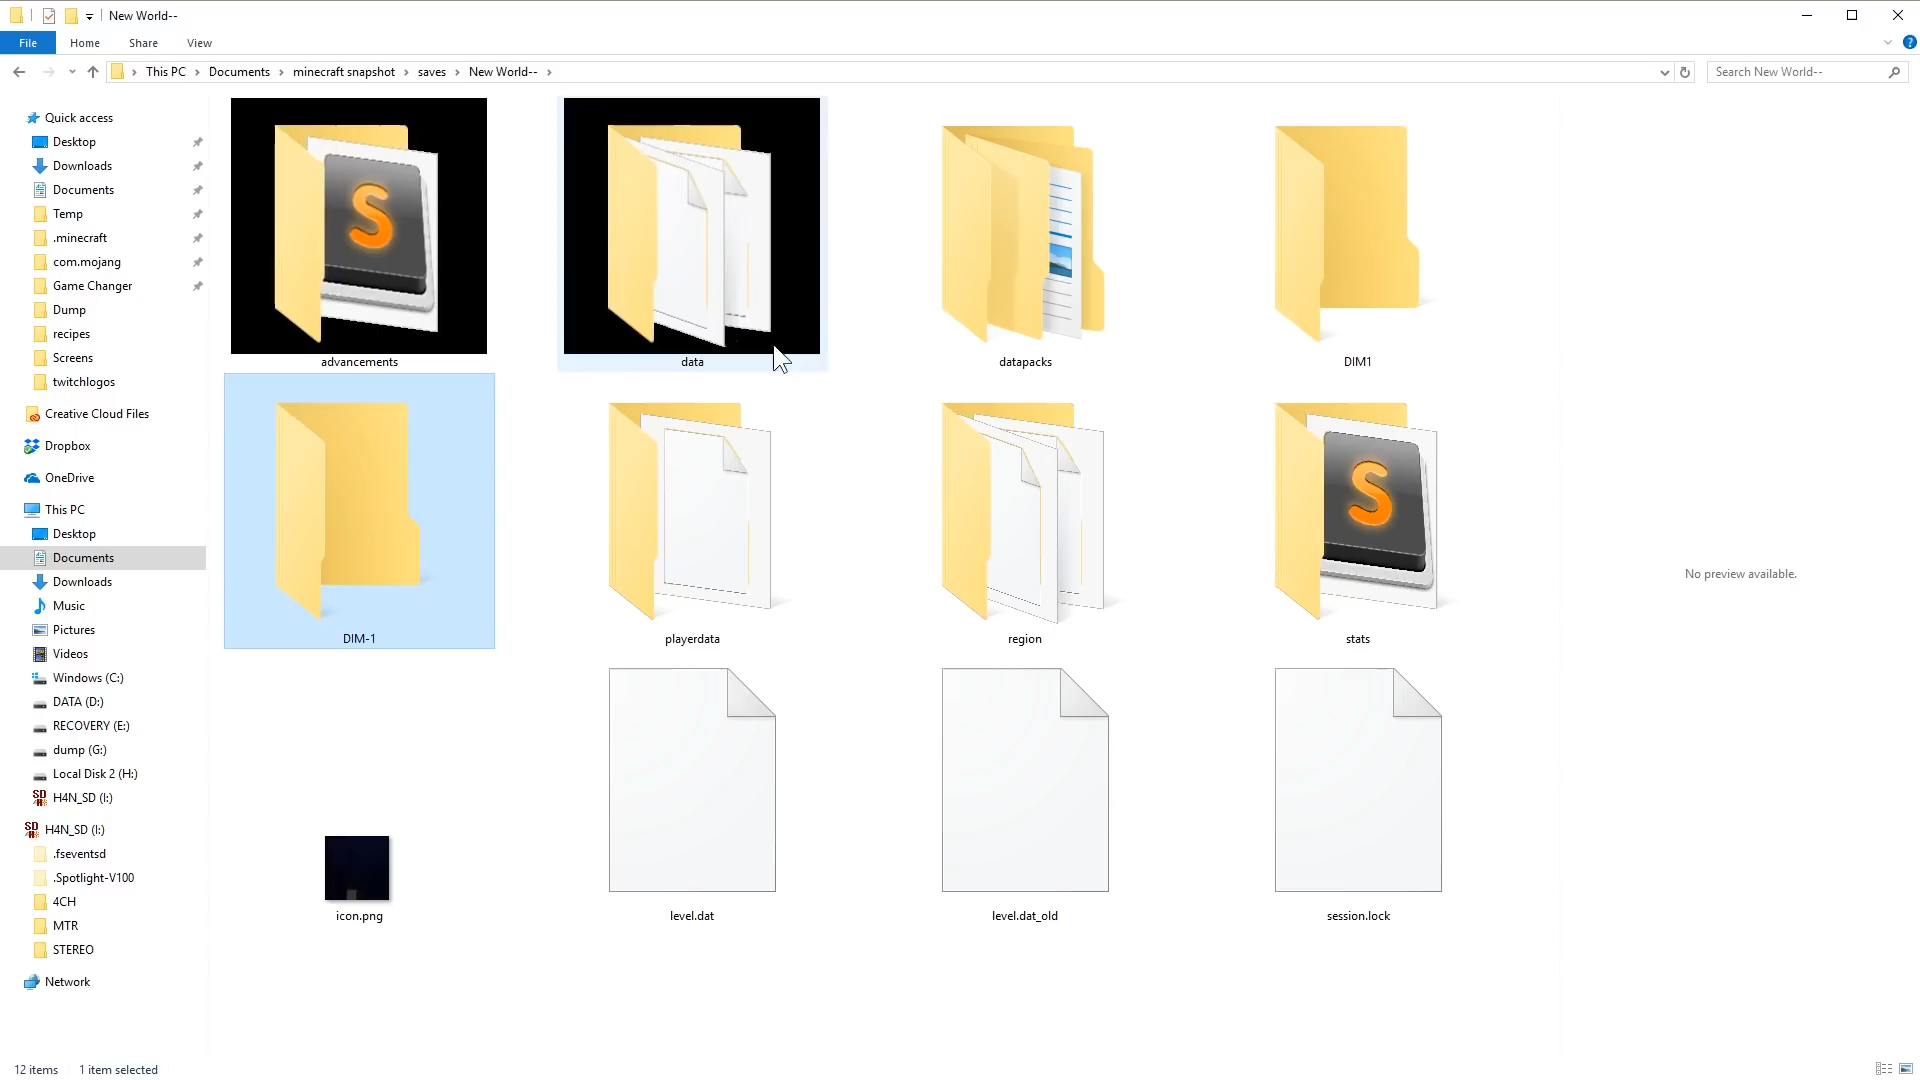 New World--
File Home Share View
This PC Documents minecraft snapshot saves New World--
Search New World--
Quick access
Desktop
Downloads
Documents
Temp
.minecraft
com.mojang
Game Changer
Dump
recipes
Screens
twitchlogos
Creative Cloud Files
Dropbox
OneDrive
This PC
Desktop
Documents
Downloads
Music
Pictures
Videos
Windows (C:)
DATA (D:)
RECOVERY (E:)
dump (G:)
Local Disk 2 (H:)
H4N_SD (I:)
H4N_SD (I:)
.fseventsd
.Spotlight-V100
4CH
MTR
STEREO
Network
advancements data datapacks DIM1
DIM-1 playerdata region stats
icon.png level.dat level.dat_old session.lock
No preview available.
12 items 1 item selected